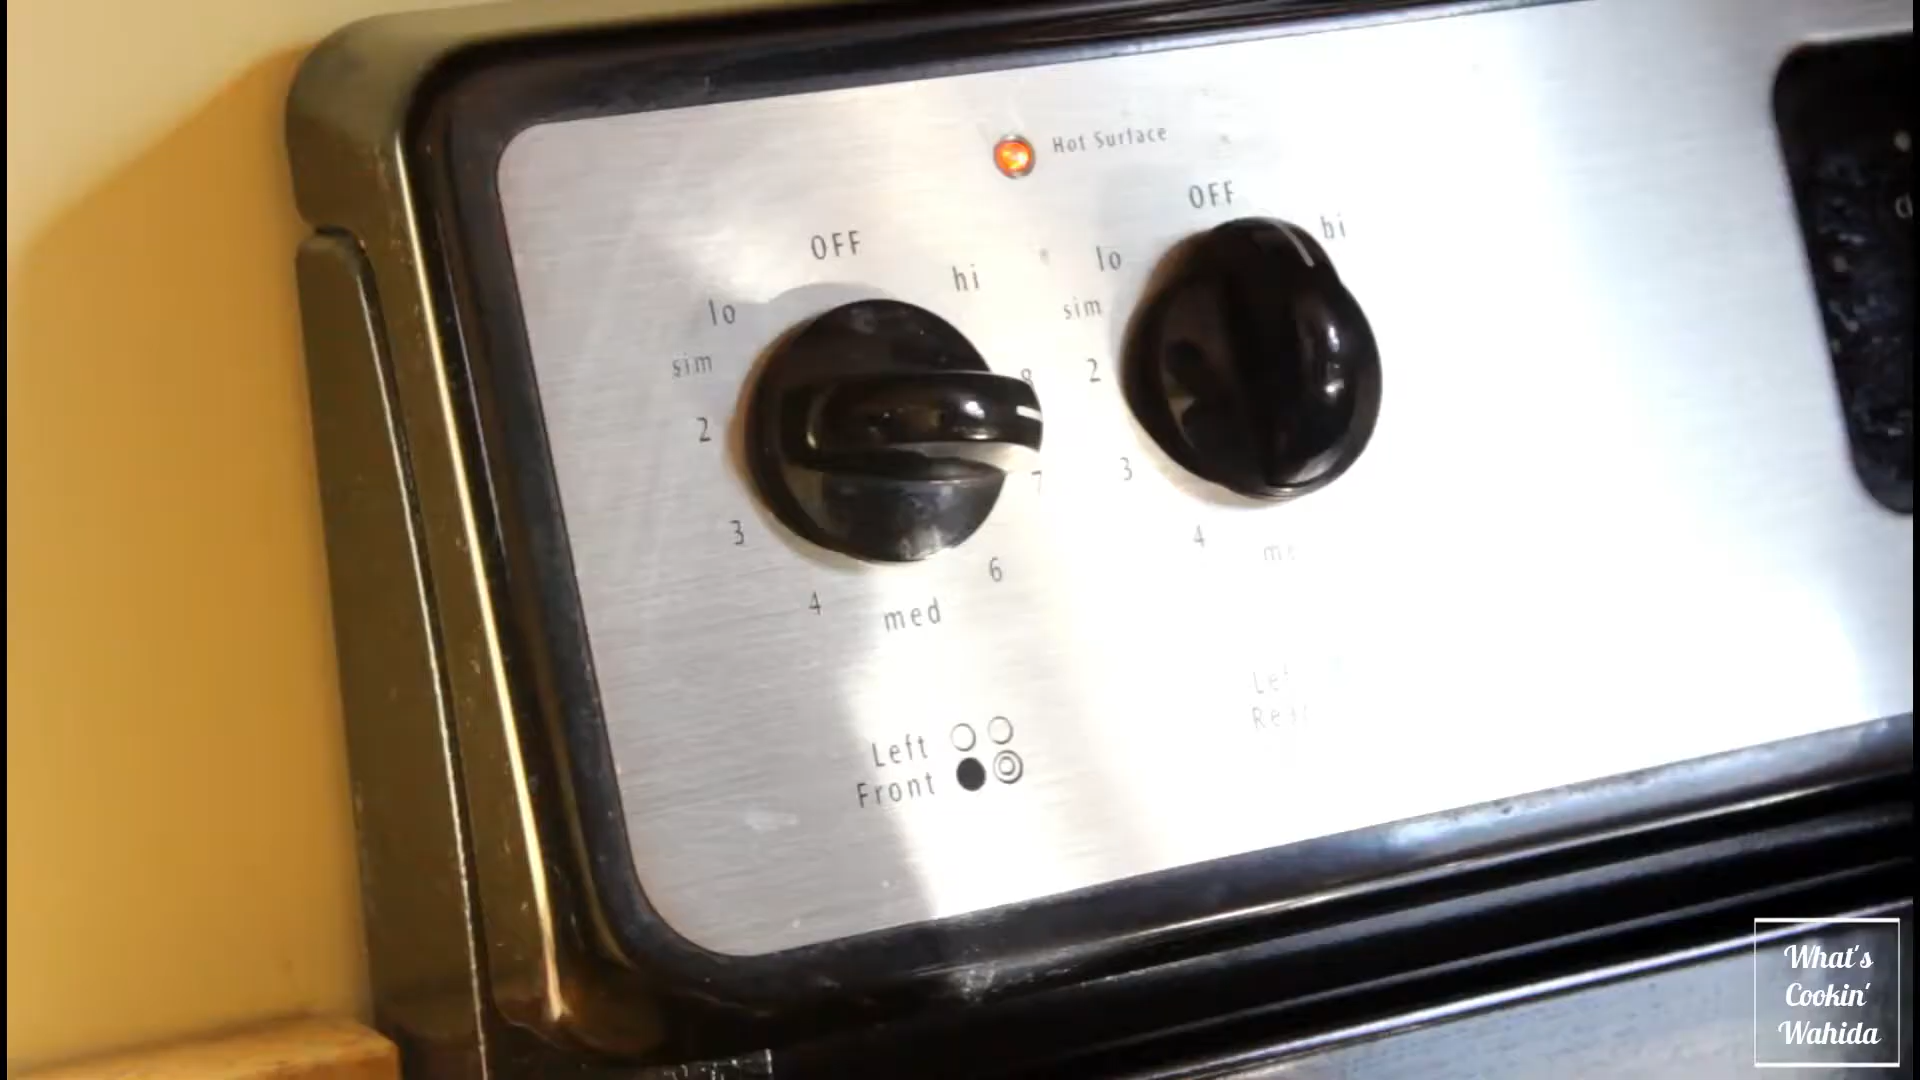 Hot Surface
OFF
hi
lo
sim
2
3
4
med
6
7
8
Left
Front
OFF
hi
lo
sim
2
3
4
What's
Cookin'
Wahida